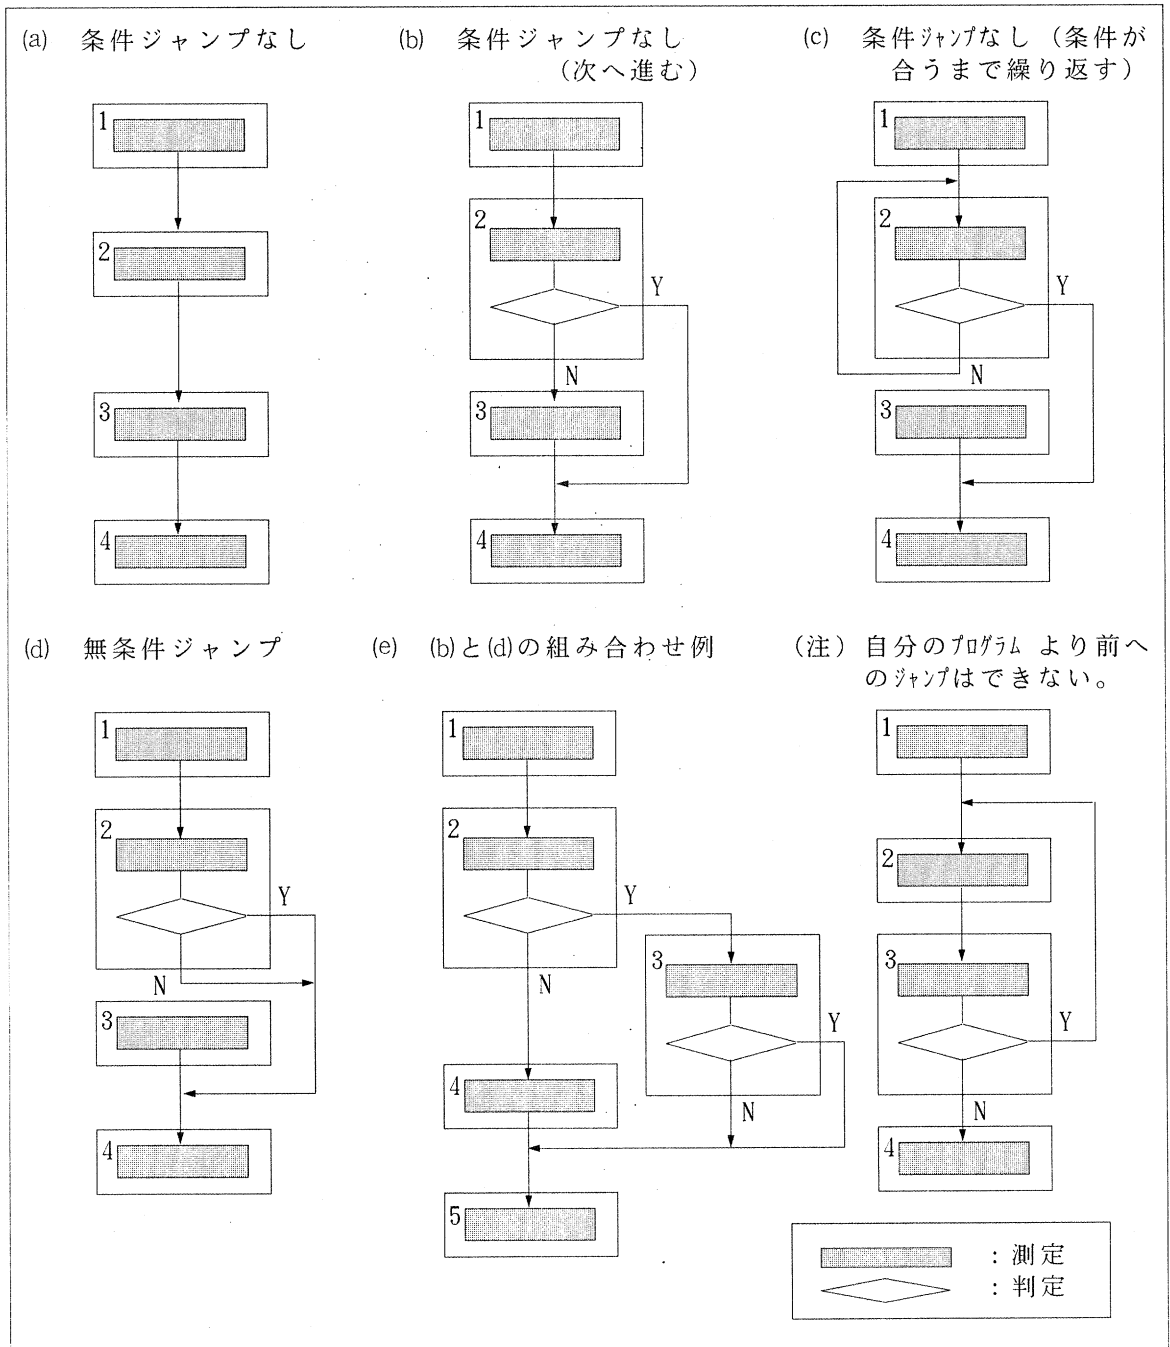 (a) 条件ジャンプなし
(b) 条件ジャンプなし
(次へ進む)
(c) 条件ｼﾞｬﾝﾌﾟなし (条件が
合うまで繰り返す)
1
2
3
4
1
2
Y
N
3
4
1
2
Y
N
3
4
(d) 無条件ジャンプ
(e) (b)と(d)の組み合わせ例
(注) 自分のﾌﾟﾛｸﾞﾗﾑ より前へ
のｼﾞｬﾝﾌﾟはできない。
1
2
Y
N
3
4
1
2
Y
N
3
Y
N
4
5
1
2
3
Y
N
4
: 測定
: 判定